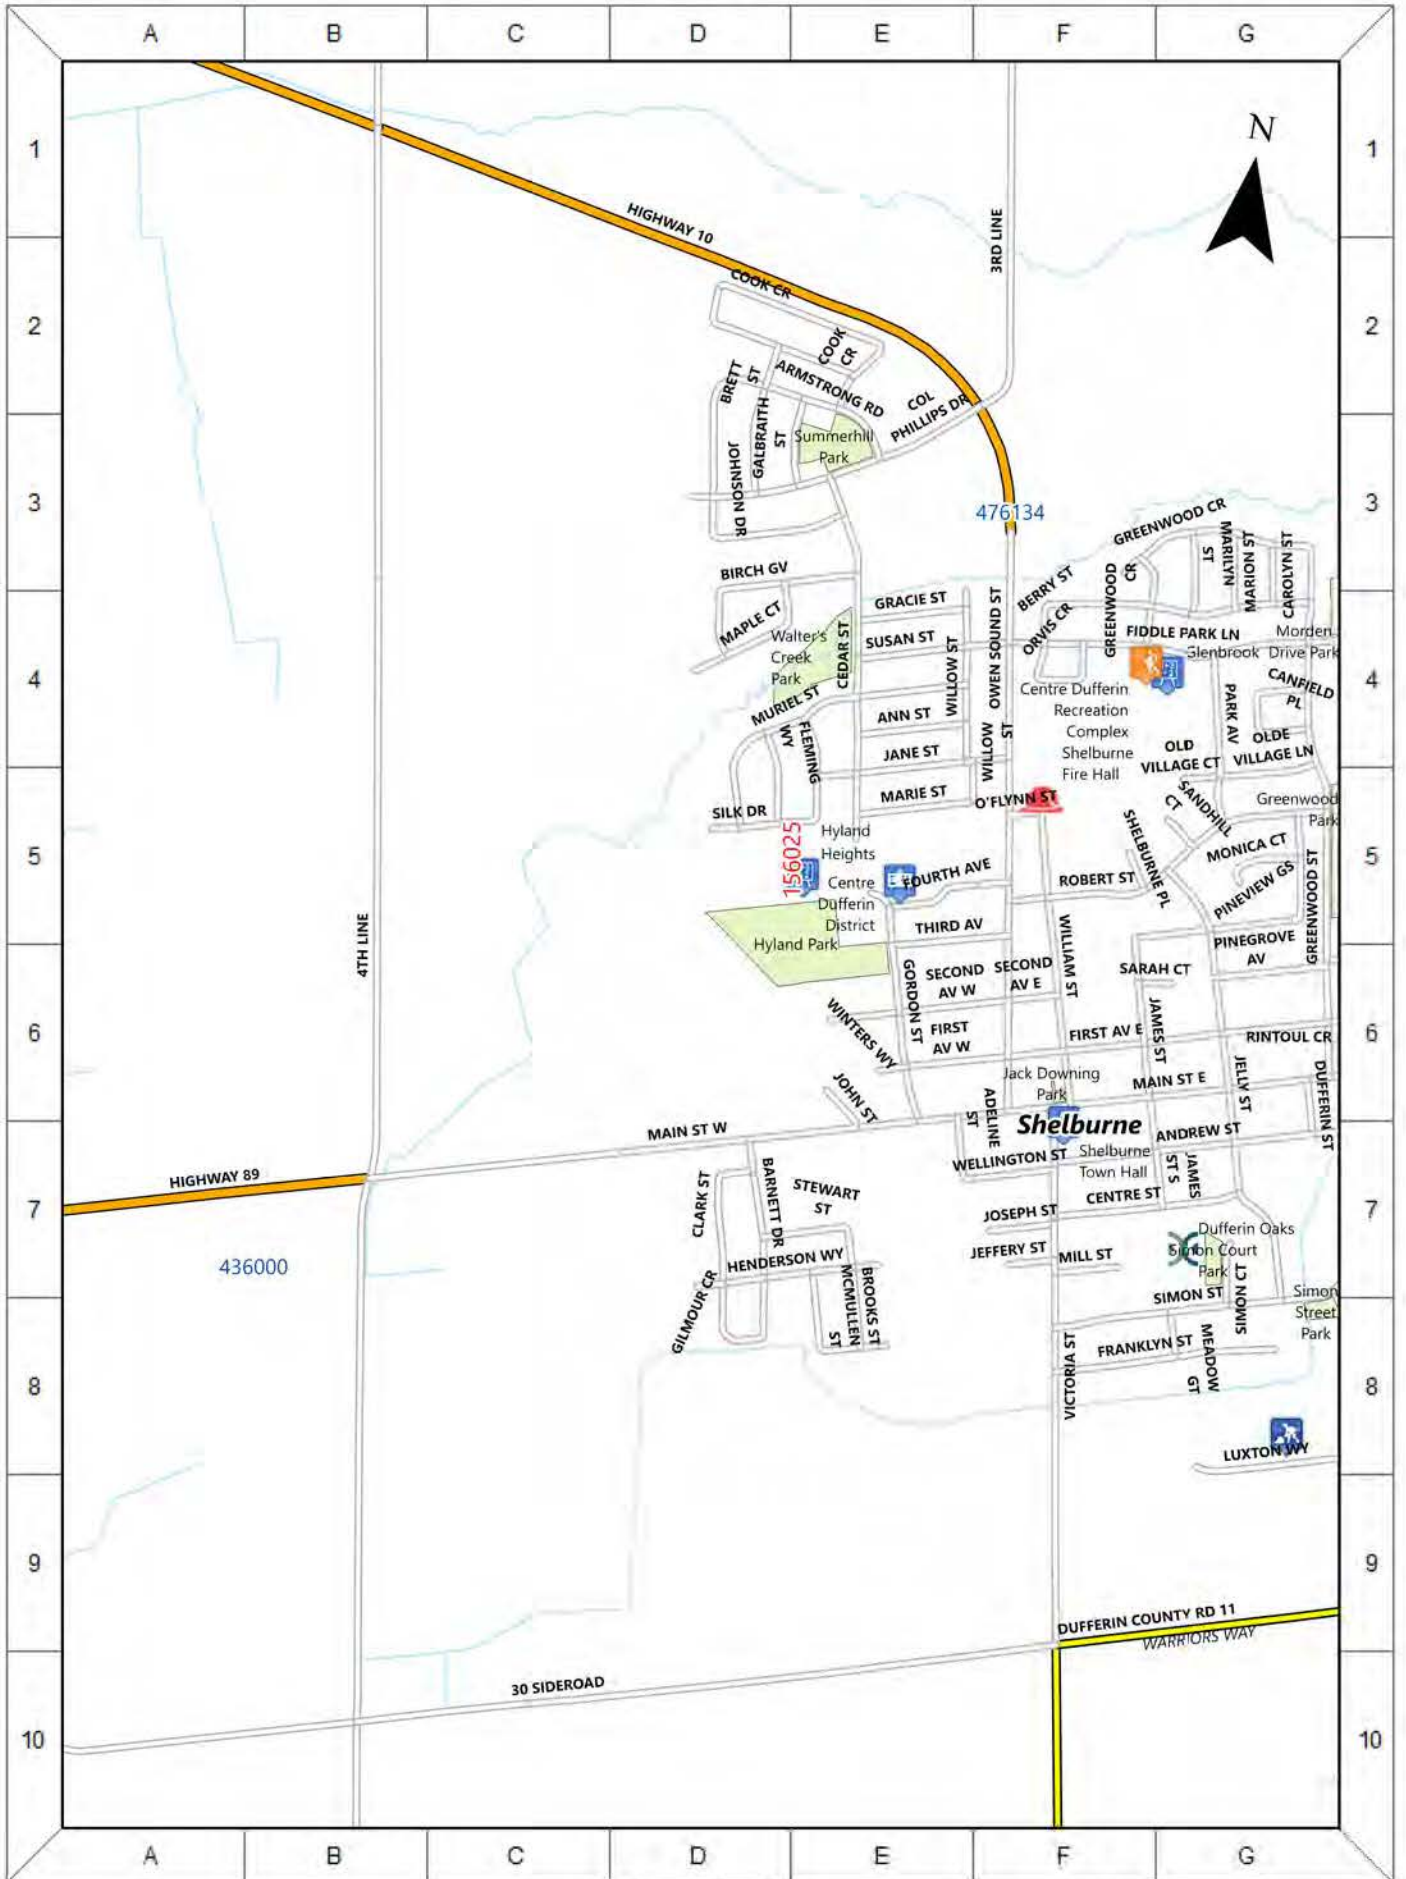 A B C D E F G
N
1 1
HIGHWAY 10
3RD LINE
COOK CR
2 2
COOK
CR
BRETT
ST
ARMSTRONG RD
COL
PHILLIPS DR
GALBRAITH
ST
Summerhill
Park
JOHNSON DR
3 3
476134
GREENWOOD CR
MARILYN
ST
MARION ST
CAROLYN ST
BIRCH GV
GREENWOOD
CR
BERRY ST
GRACIE ST
OWEN SOUND ST
MAPLE CT
ORVIS CR
FIDDLE PARK LN
Morden
Drive Park
Walter's
Creek
Park
CEDAR ST
SUSAN ST
WILLOW ST
Glenbrook
4 4
Centre Dufferin
Recreation
Complex
Shelburne
Fire Hall
CANFIELD
PL
MURIEL ST
ANN ST
PARK AV
FLEMING
WY
JANE ST
WILLOW
ST
OLD
VILLAGE CT
OLDE
VILLAGE LN
MARIE ST
O'FLYNN ST
SILK DR
SANDHILL
CT
Greenwood
Park
156025
Hyland
Heights
SHELBURNE PL
MONICA CT
5 5
Centre
Dufferin
District
FOURTH AVE
ROBERT ST
PINEVIEW GS
GREENWOOD ST
THIRD AV
Hyland Park
4TH LINE
WILLIAM ST
PINEGROVE
AV
GORDON ST
SECOND
AV W
SECOND
AV E
SARAH CT
WINTERS WY
6 6
FIRST
AV W
FIRST AV E
JAMES ST
RINTOUL CR
JOHN ST
Jack Downing
Park
MAIN ST E
JELLY ST
DUFFERIN ST
ADELINE
ST
Shelburne
MAIN ST W
ANDREW ST
HIGHWAY 89
WELLINGTON ST
Shelburne
Town Hall
JAMES
ST S
CLARK ST
BARNETT DR
STEWART
ST
CENTRE ST
7 7
JOSEPH ST
Dufferin Oaks
Simon Court
Park
JEFFERY ST
MILL ST
436000
HENDERSON WY
GILMOUR CR
MCMULLEN
ST
BROOKS ST
SIMON ST
SIMON CT
Simon
Street
Park
VICTORIA ST
FRANKLYN ST
MEADOW
GT
8 8
LUXTON WY
9 9
DUFFERIN COUNTY RD 11
WARRIORS WAY
30 SIDEROAD
10 10
A B C D E F G